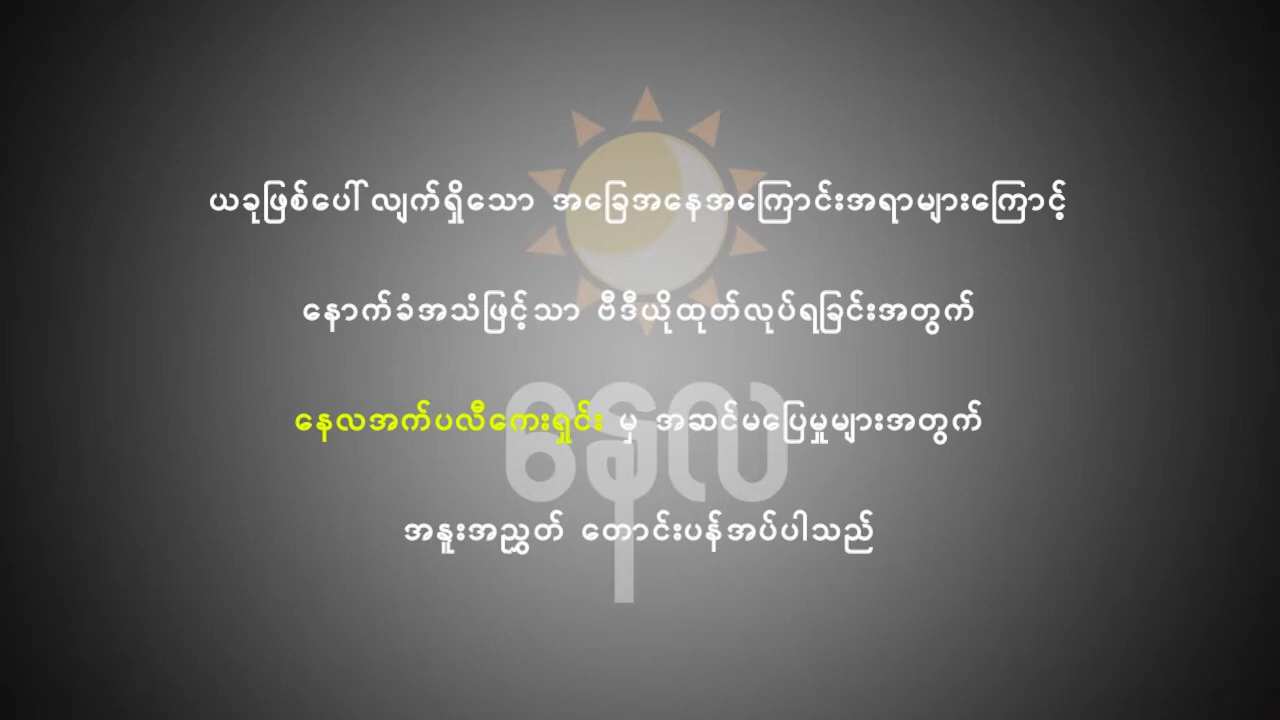 ယခုဖြစ်ပေါ်လျက်ရှိသော အခြေအနေအကြောင်းအရာများကြောင့်
နောက်ခံအသံဖြင့်သာ ဗီဒီယိုထုတ်လုပ်ရခြင်းအတွက်
နေလအက်ပလီကေးရှင်း မှ အဆင်မပြေမှုများအတွက်
အနူးအညွှတ် တောင်းပန်အပ်ပါသည်
နေလ